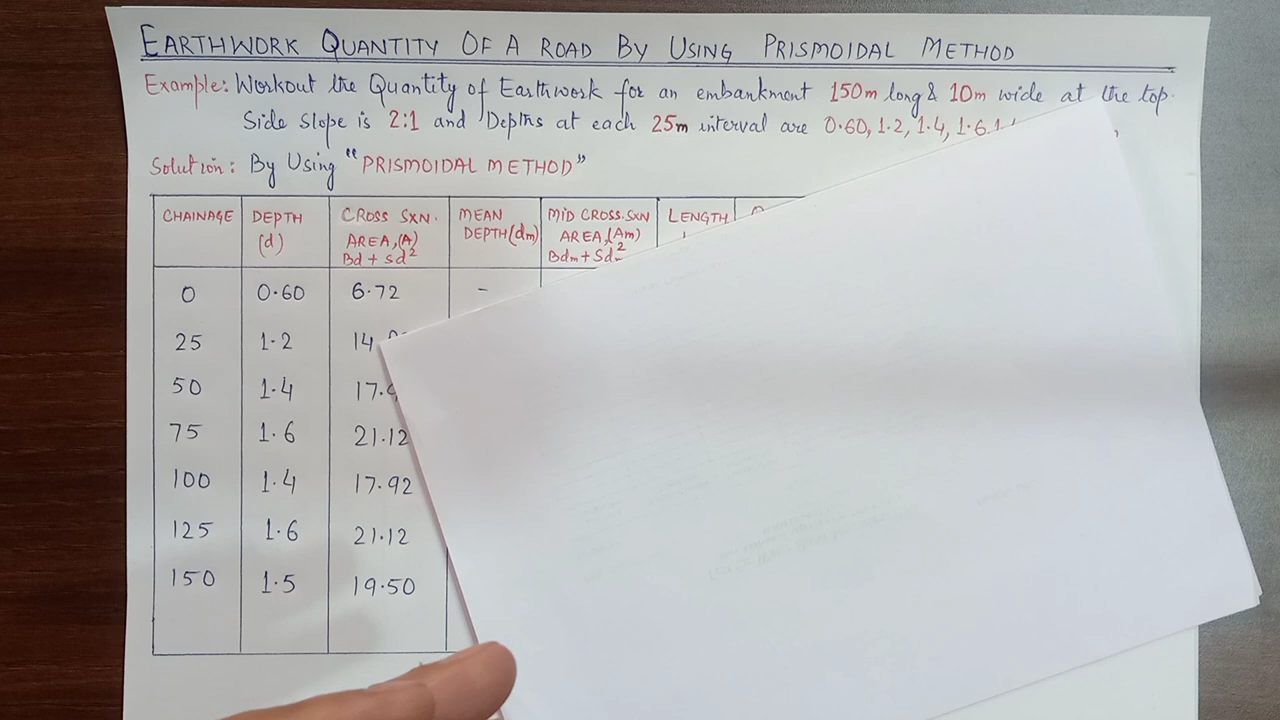 EARTHWORK QUANTITY OF A ROAD BY USING PRISMOIDAL METHOD
Example: Workout the Quantity of Earthwork for an embankment 150m long & 10m wide at the top.
Side Slope is 2:1 and Depths at each 25m interval are 0.60, 1.2, 1.4, 1.6
Solution: By Using "PRISMOIDAL METHOD"
CHAINAGE DEPTH (d) CROSS SXN. AREA, (A) Bd + Sd² MEAN DEPTH(dm) MID CROSS.SXN AREA, (Am) Bdm + Sdm² LENGTH
0 0.60 6.72 -
25 1.2
50 1.4
75 1.6 21.12
100 1.4 17.92
125 1.6 21.12
150 1.5 19.50